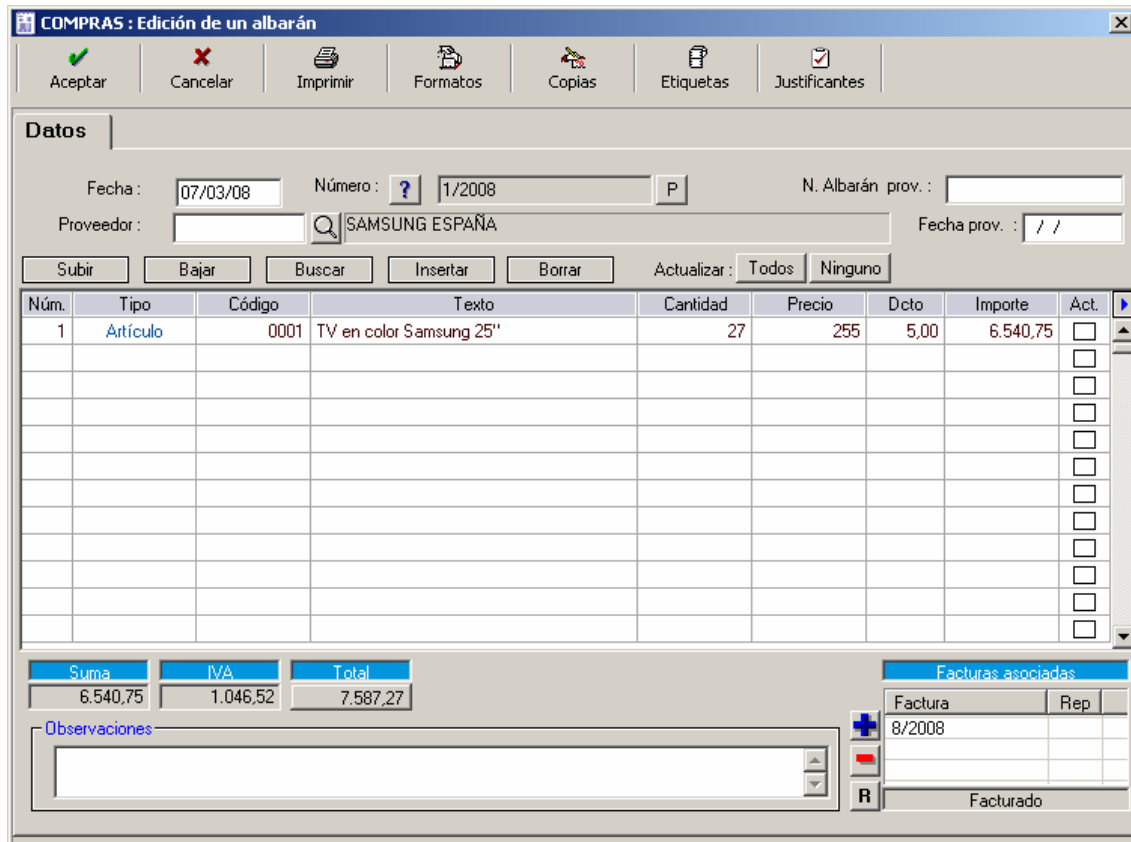 COMPRAS : Edición de un albarán
Aceptar Cancelar Imprimir Formatos Copias Etiquetas Justificantes
Datos
Fecha : 07/03/08 Número : ? 1/2008 P N. Albarán prov. :
Proveedor : SAMSUNG ESPAÑA Fecha prov. : / /
Subir Bajar Buscar Insertar Borrar Actualizar : Todos Ninguno
Núm. Tipo Código Texto Cantidad Precio Dcto Importe Act.
1 Artículo 0001 TV en color Samsung 25'' 27 255 5,00 6.540,75
Suma IVA Total Facturas asociadas
6.540,75 1.046,52 7.587,27
Factura Rep
Observaciones 8/2008
R Facturado